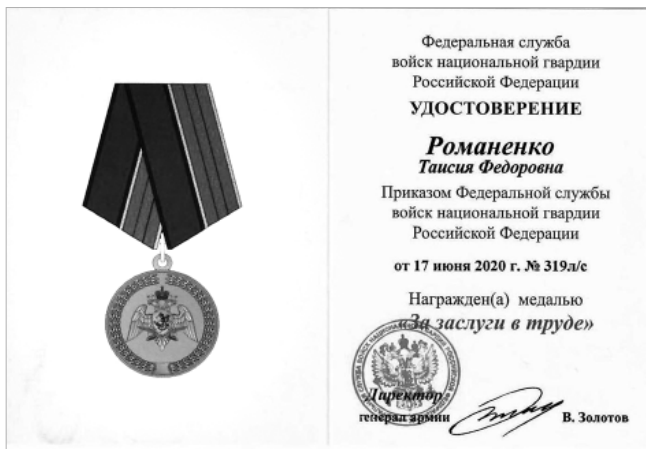 Федеральная служба
войск национальной гвардии
Российской Федерации
УДОСТОВЕРЕНИЕ
Романенко
Таисия Федоровна
Приказом Федеральной службы
войск национальной гвардии
Российской Федерации
от 17 июня 2020 г. № 319л/с
Награжден(а) медалью
«За заслуги в труде»
Директор
генерал армии В. Золотов